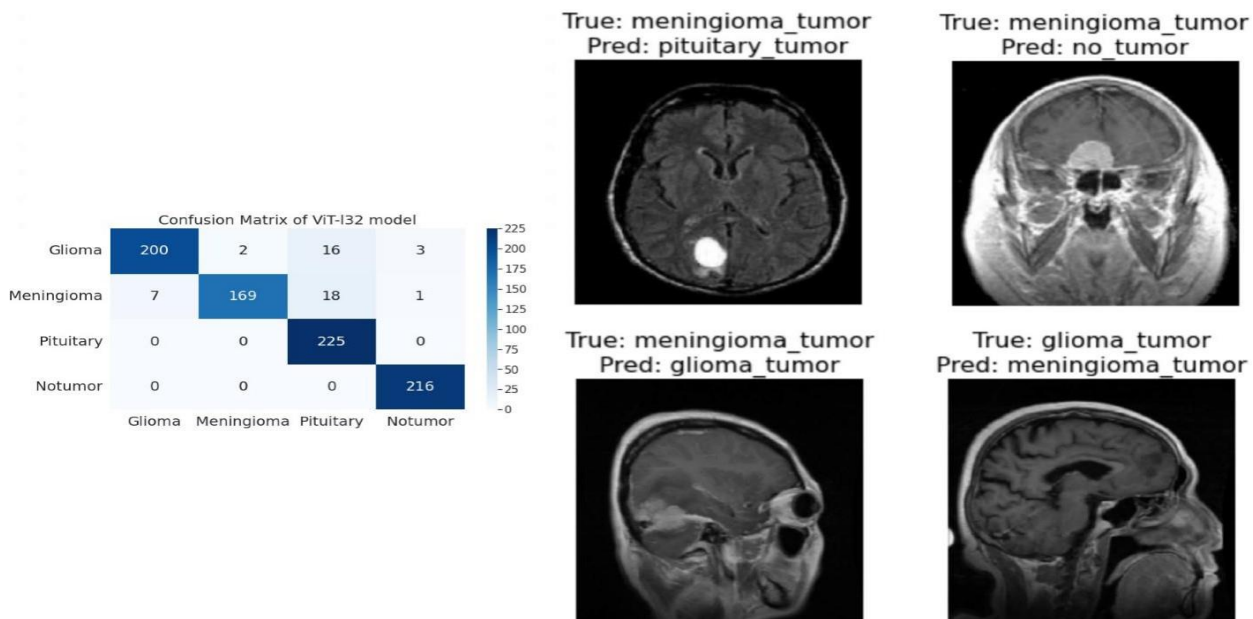 Confusion Matrix of ViT-l32 model
Glioma 200 2 16 3
Meningioma 7 169 18 1
Pituitary 0 0 225 0
Notumor 0 0 0 216
Glioma Meningioma Pituitary Notumor
225
200
175
150
125
100
75
50
25
0
True: meningioma_tumor
Pred: pituitary_tumor
True: meningioma_tumor
Pred: no_tumor
True: meningioma_tumor
Pred: glioma_tumor
True: glioma_tumor
Pred: meningioma_tumor